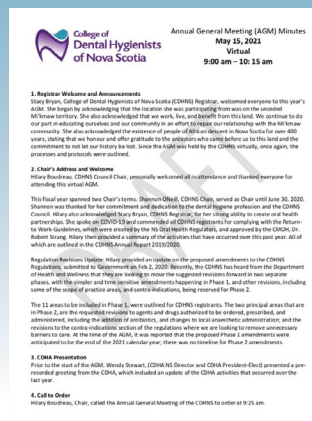 College of
Dental Hygienists
of Nova Scotia
Annual General Meeting (AGM) Minutes
May 15, 2021
Virtual
9:00 am – 10: 15 am
1. Registrar Welcome and Announcements
Stacy Bryan, College of Dental Hygienists of Nova Scotia (CDHNS) Registrar, welcomed everyone to this year's
AGM. She began by acknowledging that the location she was participating from was on the unceded
Mi'kmaw territory. She also acknowledged that we work, live, and benefit from this land. We continue to do
our part in educating ourselves and our community in an effort to repair our relationship with the Mi'kmaw
community. She also acknowledged the existence of people of African descent in Nova Scotia for over 400
years, stating that we honour and offer gratitude to the ancestors who came before us to this land and the
commitment to not let our history be lost. Since the AGM was held by the CDHNS virtually, once again, the
processes and protocols were outlined.
2. Chair's Address and Welcome
Hilary Boudreau, CDHNS Council Chair, personally welcomed all in attendance and thanked everyone for
attending this virtual AGM.
This fiscal year spanned two Chair's terms. Shannon O'Neill, CDHNS Chair, served as Chair until June 30, 2020.
Shannon was thanked for her commitment and dedication to the dental hygiene profession and the CDHNS
Council. Hilary also acknowledged Stacy Bryan, CDHNS Registrar, for her strong ability to create oral health
partnerships. She spoke on COVID-19 and commended all CDHNS registrants for complying with the Return-
to Work-Guidelines, which were created by the NS Oral Health Regulators, and approved by the CMOH, Dr.
Robert Strang. Hilary then provided a summary of the activities that have occurred over this past year. All of
which are outlined in the CDHNS Annual Report 2019/2020.
Regulation Revisions Update: Hilary provided an update on the proposed amendments to the CDHNS
Regulations, submitted to Government on Feb 2, 2020: Recently, the CDHNS has heard from the Department
of Health and Wellness that they are looking to move the suggested revisions forward in two separate
phases, with the simpler and time sensitive amendments happening in Phase 1, and other revisions, including
some of the scope of practice areas, and contra-indications, being reserved for Phase 2.
The 11 areas to be included in Phase 1, were outlined for CDHNS registrants. The two principal areas that are
in Phase 2, are the requested revisions to agents and drugs authorized to be ordered, prescribed, and
administered, including the addition of antibiotics, and changes to local anaesthetic administration; and the
revisions to the contra-indications section of the regulations where we are looking to remove unnecessary
barriers to care. At the time of the AGM, it was reported that the proposed Phase 1 amendments were
anticipated to be the end of the 2021 calendar year; there was no timeline for Phase 2 amendments.
3. CDHA Presentation
Prior to the start of the AGM, Wendy Stewart, (CDHA NS Director and CDHA President-Elect) presented a pre-
recorded greeting from the CDHA, which included an update of the CDHA activities that occurred over the
last year.
4. Call to Order
Hilary Boudreau, Chair, called the Annual General Meeting of the CDHNS to order at 9:25 am.